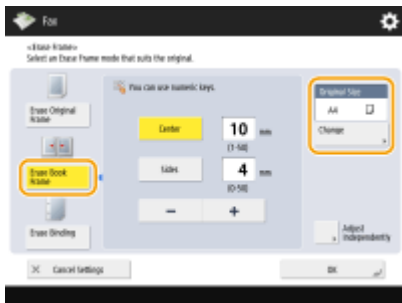 Fax
<Erase Frame>
Select an Erase Frame mode that suits the original.
You can use numeric keys.
Erase Original
Frame
Erase Book
Frame
Erase Binding
Center
10 mm
(1-50)
Sides
4 mm
(0-50)
−
+
Original Size
A4
Change
Adjust
Independently
× Cancel Settings
OK